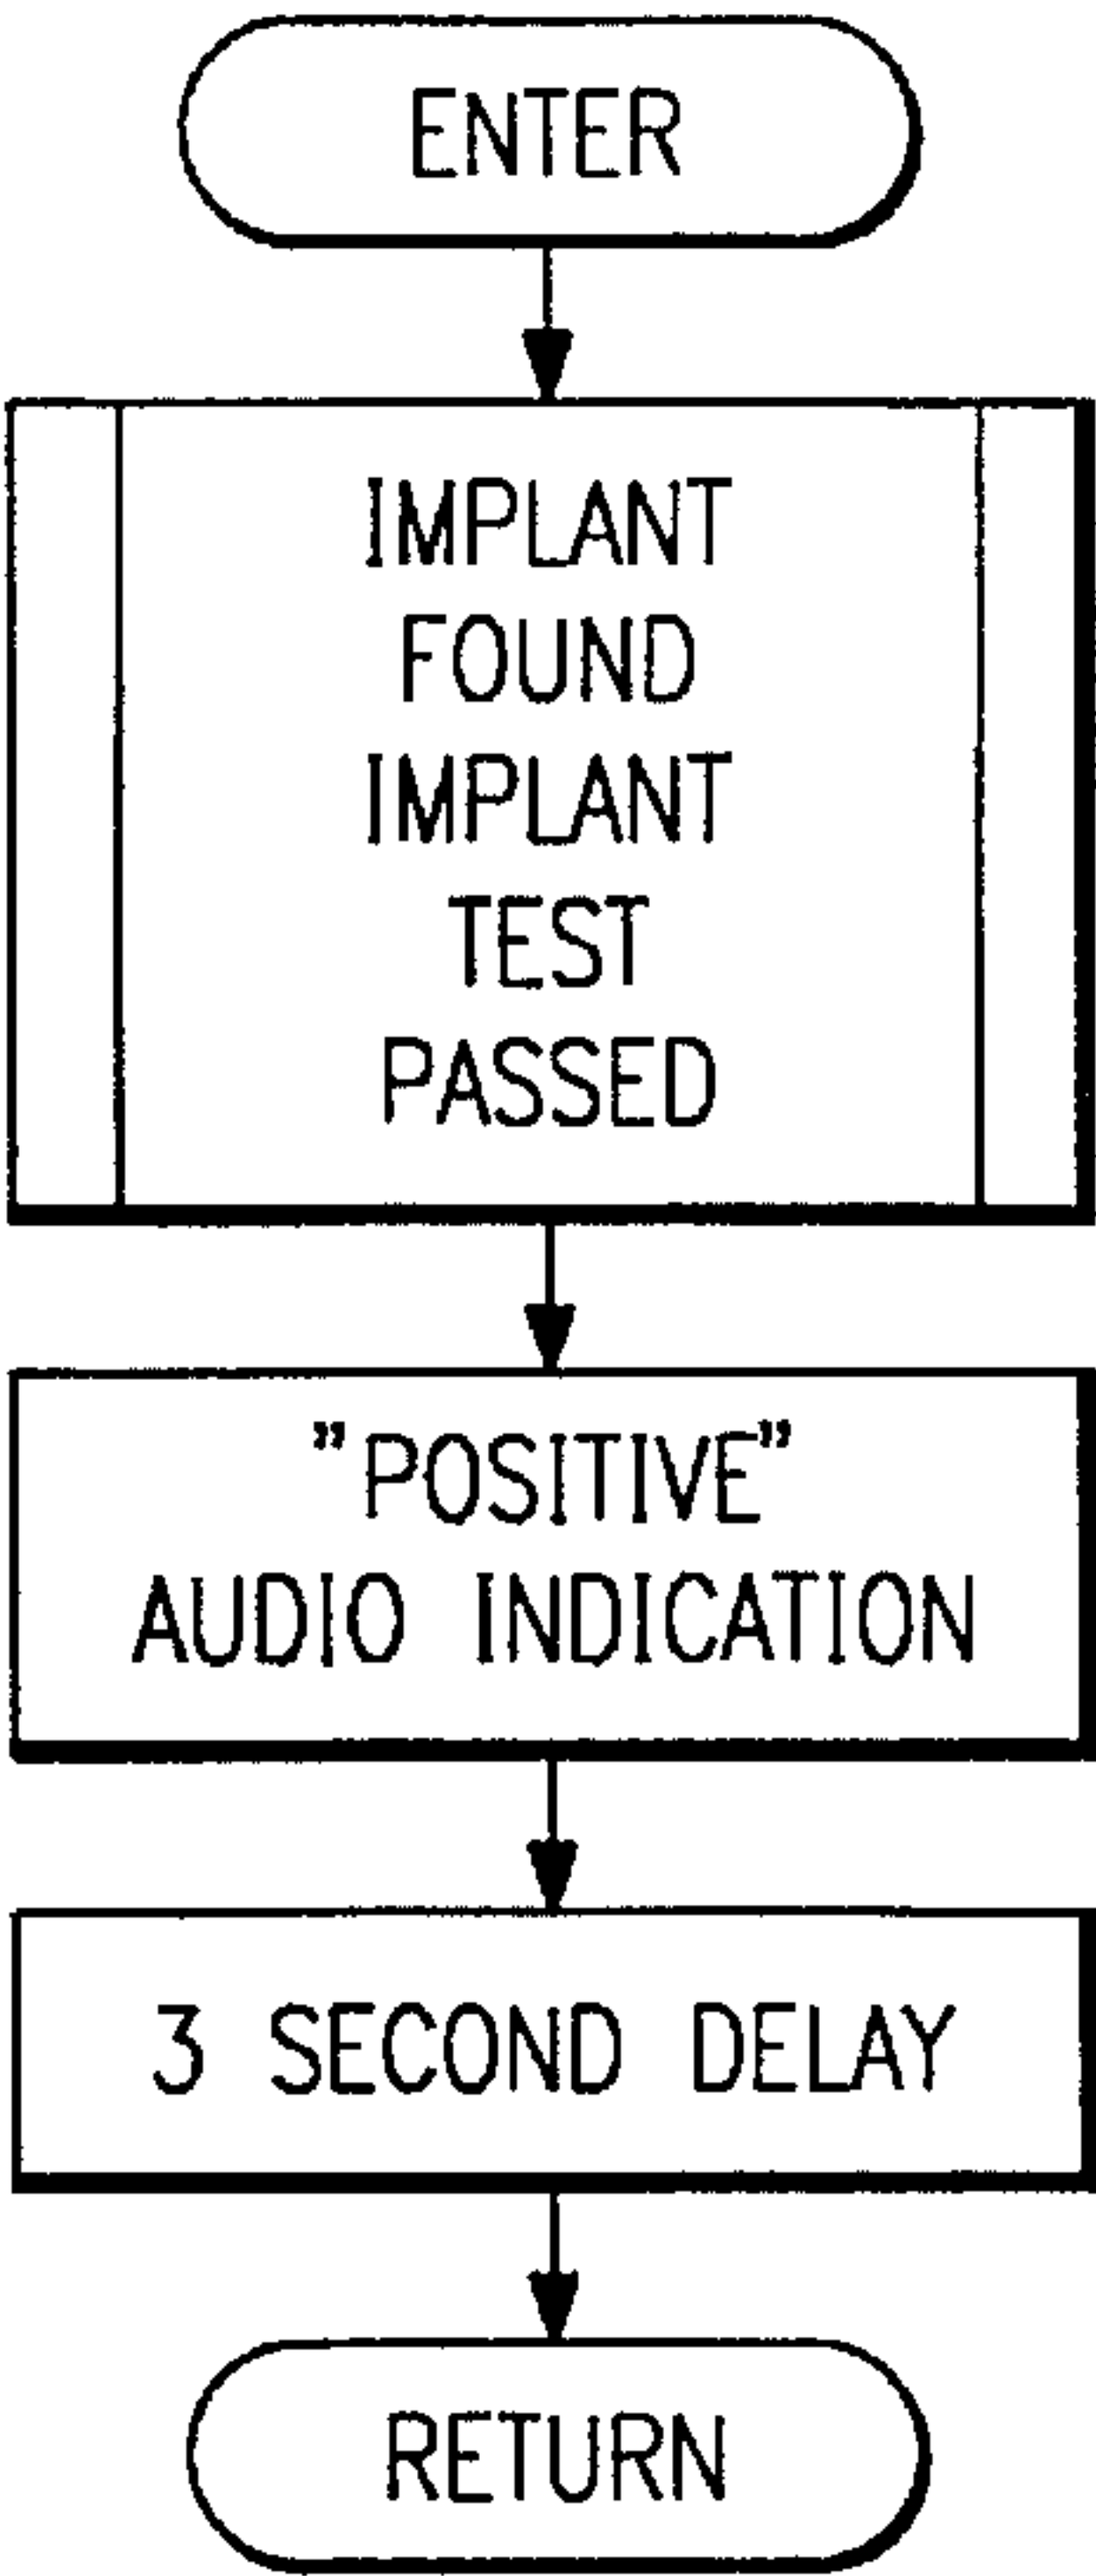 ENTER
IMPLANT
FOUND
IMPLANT
TEST
PASSED
”POSITIVE”
AUDIO INDICATION
3 SECOND DELAY
RETURN